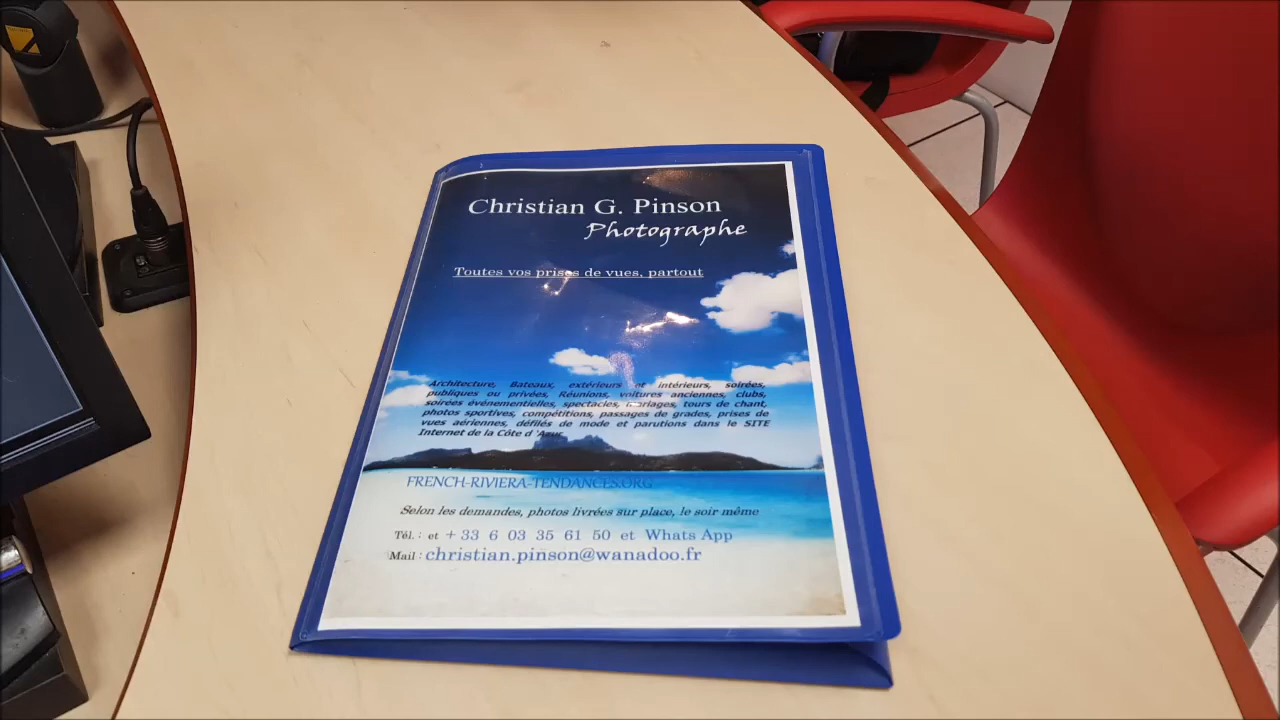 Christian G. Pinson
Photographe
Toutes vos prises de vues, partout
Architecture, Bateaux, extérieurs et intérieurs, soirées,
publiques ou privées, Réunions, voitures anciennes, clubs,
soirées événementielles, spectacles, mariages, tours de chant,
photos sportives, compétitions, passages de grades, prises de
vues aériennes, défilés de mode et parutions dans le SITE
Internet de la Côte d'Azur
FRENCH-RIVIERA-TENDANCES.ORG
Selon les demandes, photos livrées sur place, le soir même
Tél. : et + 33 6 03 35 61 50 et Whats App
Mail : christian.pinson@wanadoo.fr